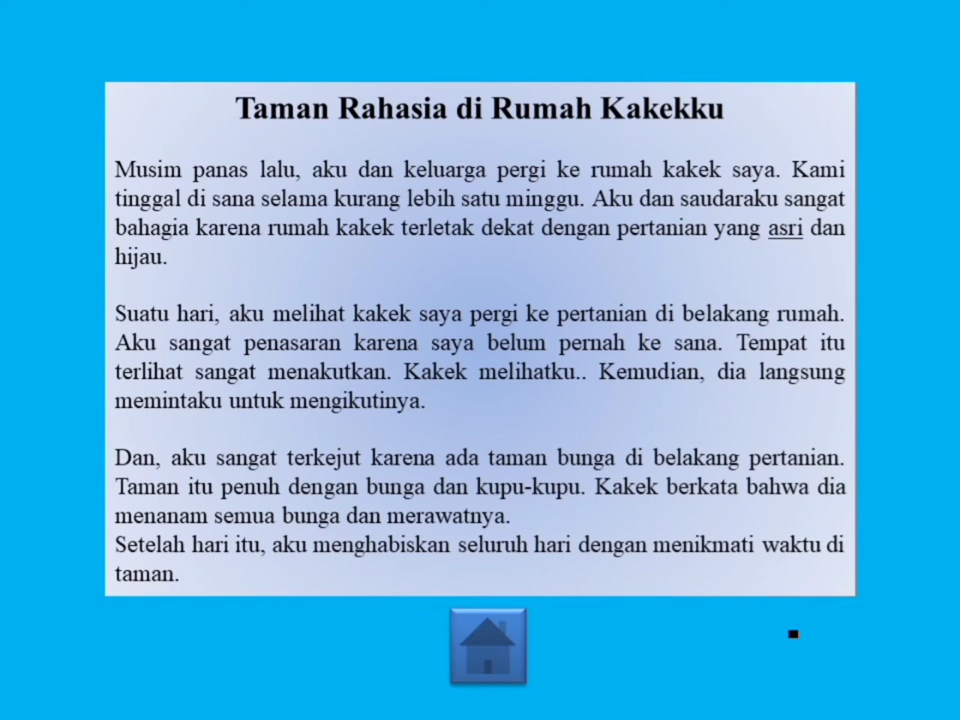 Taman Rahasia di Rumah Kakekku
Musim panas lalu, aku dan keluarga pergi ke rumah kakek saya. Kami
tinggal di sana selama kurang lebih satu minggu. Aku dan saudaraku sangat
bahagia karena rumah kakek terletak dekat dengan pertanian yang asri dan
hijau.
Suatu hari, aku melihat kakek saya pergi ke pertanian di belakang rumah.
Aku sangat penasaran karena saya belum pernah ke sana. Tempat itu
terlihat sangat menakutkan. Kakek melihatku.. Kemudian, dia langsung
memintaku untuk mengikutinya.
Dan, aku sangat terkejut karena ada taman bunga di belakang pertanian.
Taman itu penuh dengan bunga dan kupu-kupu. Kakek berkata bahwa dia
menanam semua bunga dan merawatnya.
Setelah hari itu, aku menghabiskan seluruh hari dengan menikmati waktu di
taman.